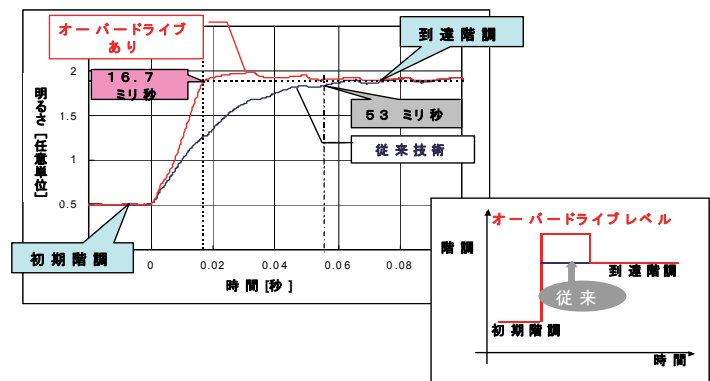 オーバードライブ
あり
到達階調
16.7
ミリ秒
53 ミリ秒
従来技術
初期階調
明るさ [任意単位]
2
1.5
1
0.5
0
0.02
0.04
0.06
0.08
時間[秒]
オーバードライブレベル
階調
到達階調
従来
初期階調
時間